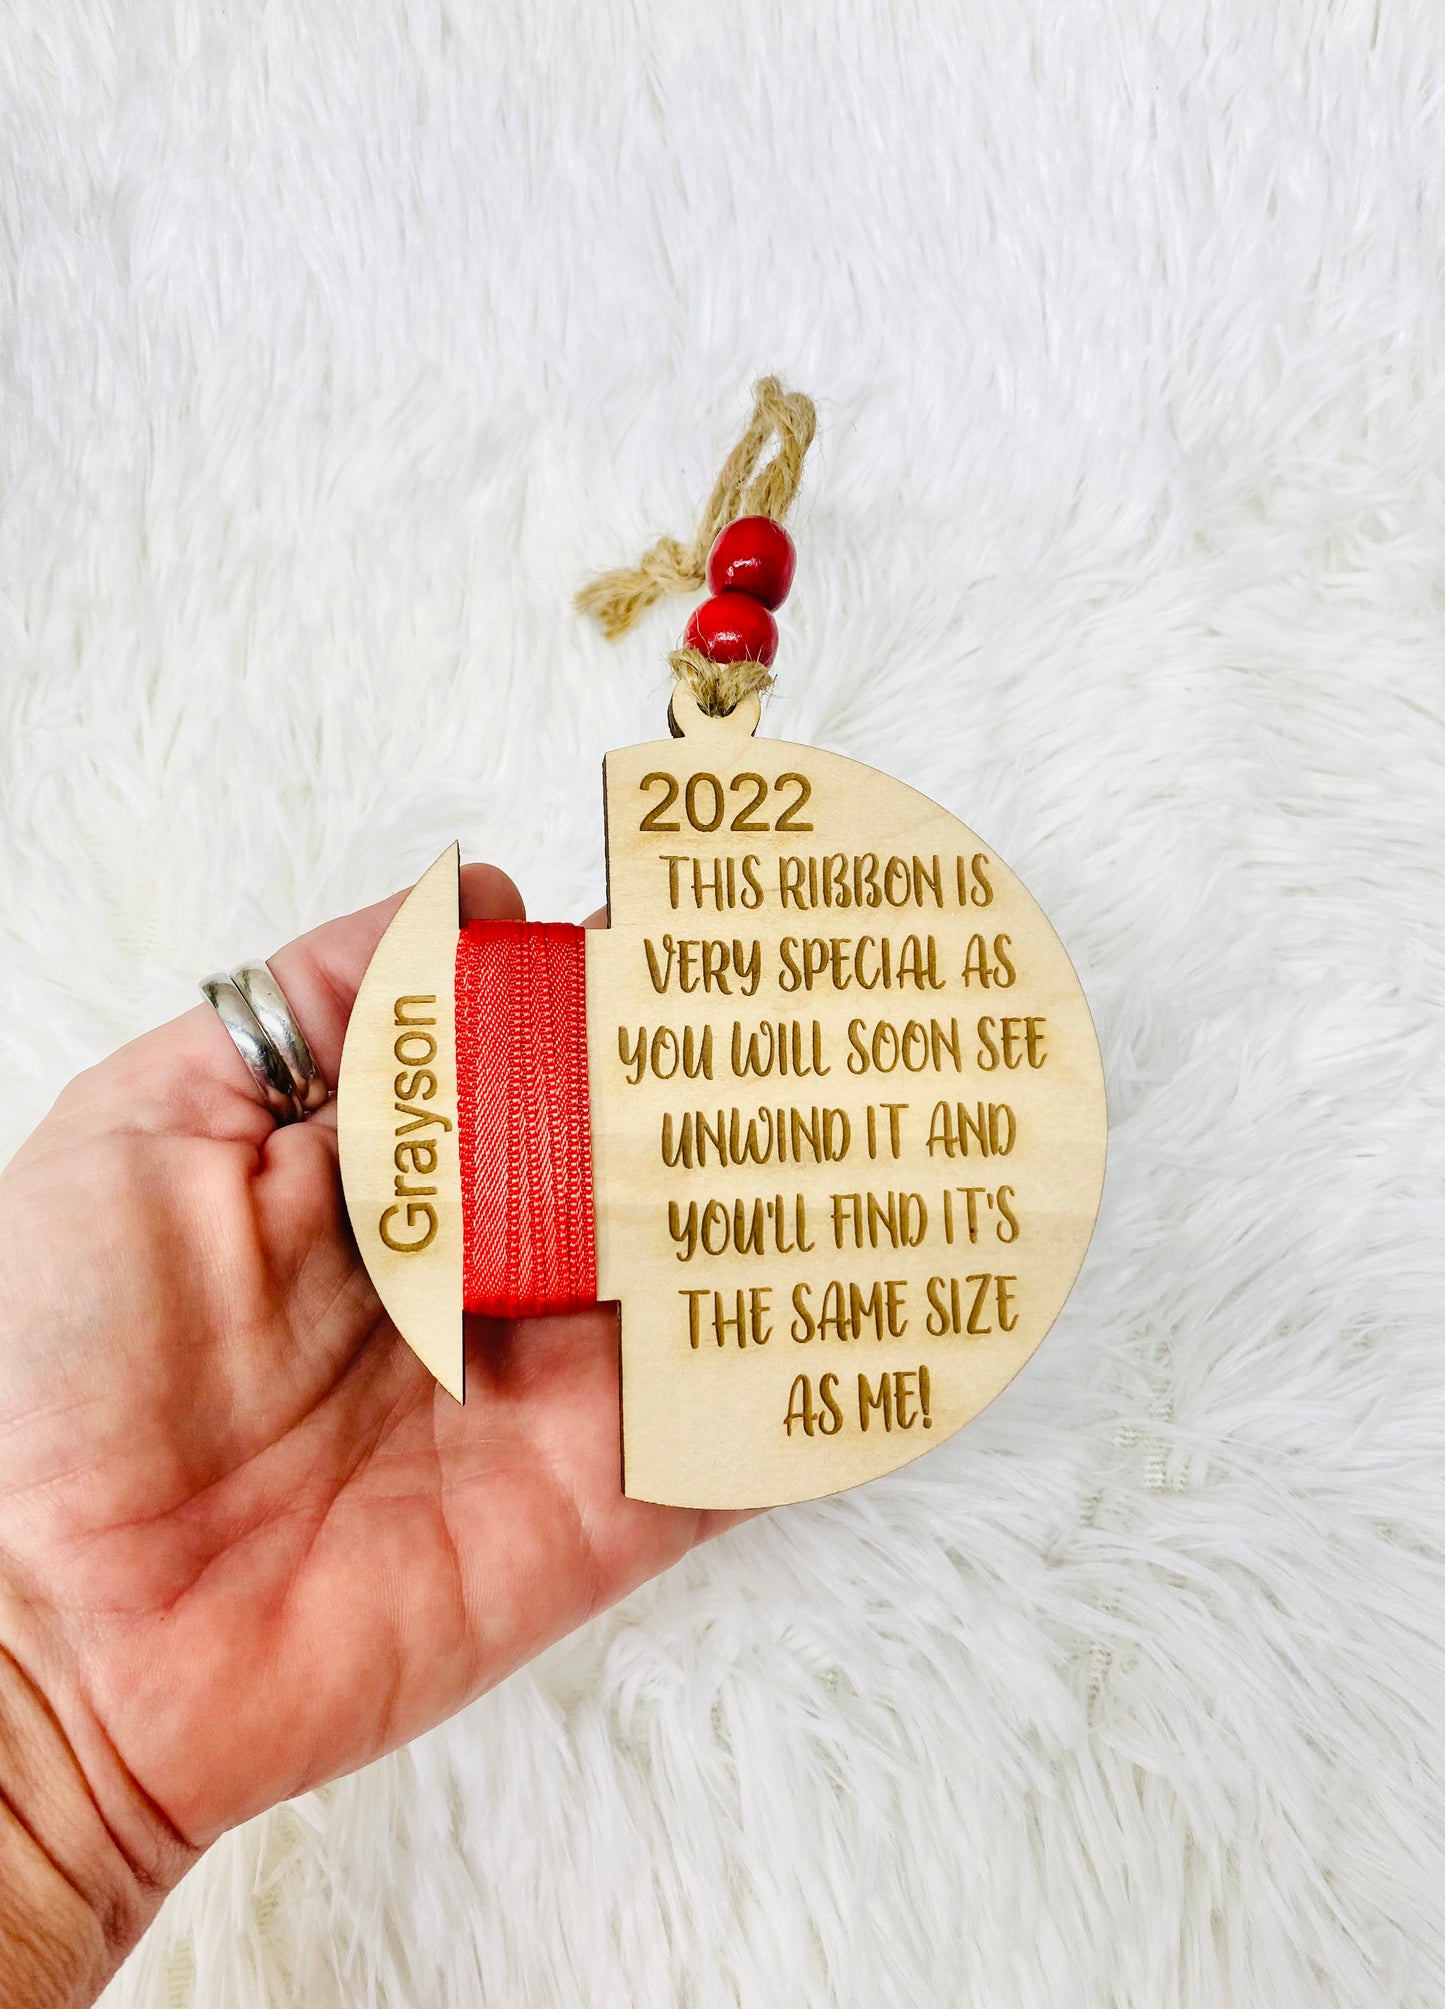 2022
THIS RIBBON IS
VERY SPECIAL AS
YOU WILL SOON SEE
UNWIND IT AND
YOU'LL FIND IT'S
THE SAME SIZE
AS ME!
Grayson